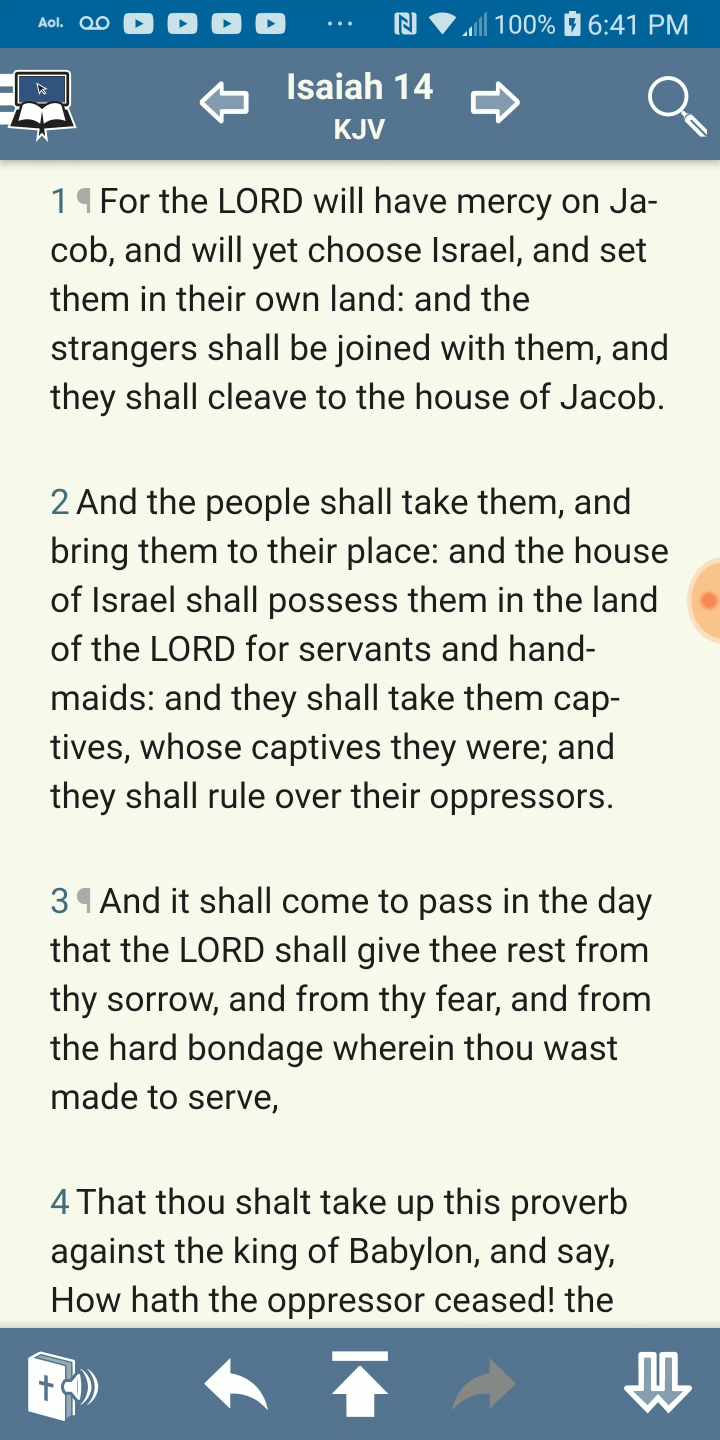 Aol. ... 100% 6:41 PM
Isaiah 14
KJV
1 ¶ For the LORD will have mercy on Ja-
cob, and will yet choose Israel, and set
them in their own land: and the
strangers shall be joined with them, and
they shall cleave to the house of Jacob.
2 And the people shall take them, and
bring them to their place: and the house
of Israel shall possess them in the land
of the LORD for servants and hand-
maids: and they shall take them cap-
tives, whose captives they were; and
they shall rule over their oppressors.
3 ¶ And it shall come to pass in the day
that the LORD shall give thee rest from
thy sorrow, and from thy fear, and from
the hard bondage wherein thou wast
made to serve,
4 That thou shalt take up this proverb
against the king of Babylon, and say,
How hath the oppressor ceased! the